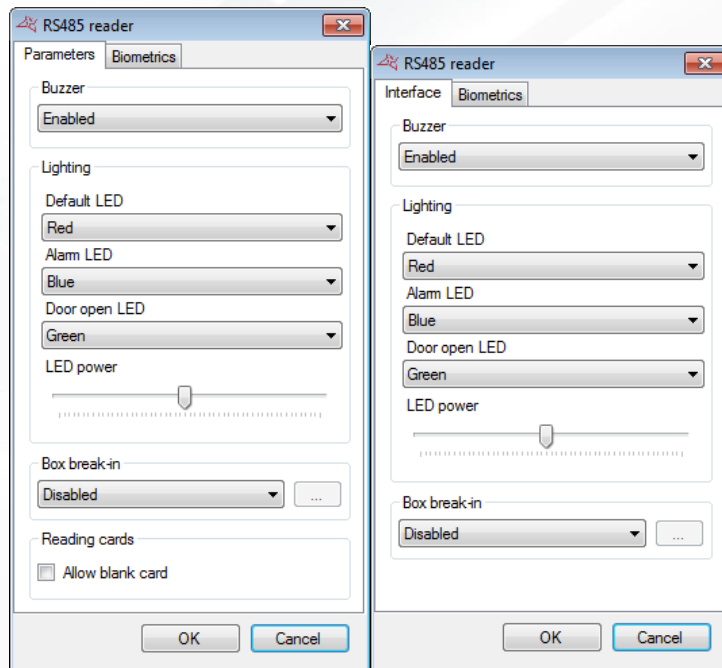 RS485 reader
Parameters Biometrics
Buzzer
Enabled
Lighting
Default LED
Red
Alarm LED
Blue
Door open LED
Green
LED power
Box break-in
Disabled ...
Reading cards
Allow blank card
OK Cancel
RS485 reader
Interface Biometrics
Buzzer
Enabled
Lighting
Default LED
Red
Alarm LED
Blue
Door open LED
Green
LED power
Box break-in
Disabled ...
OK Cancel